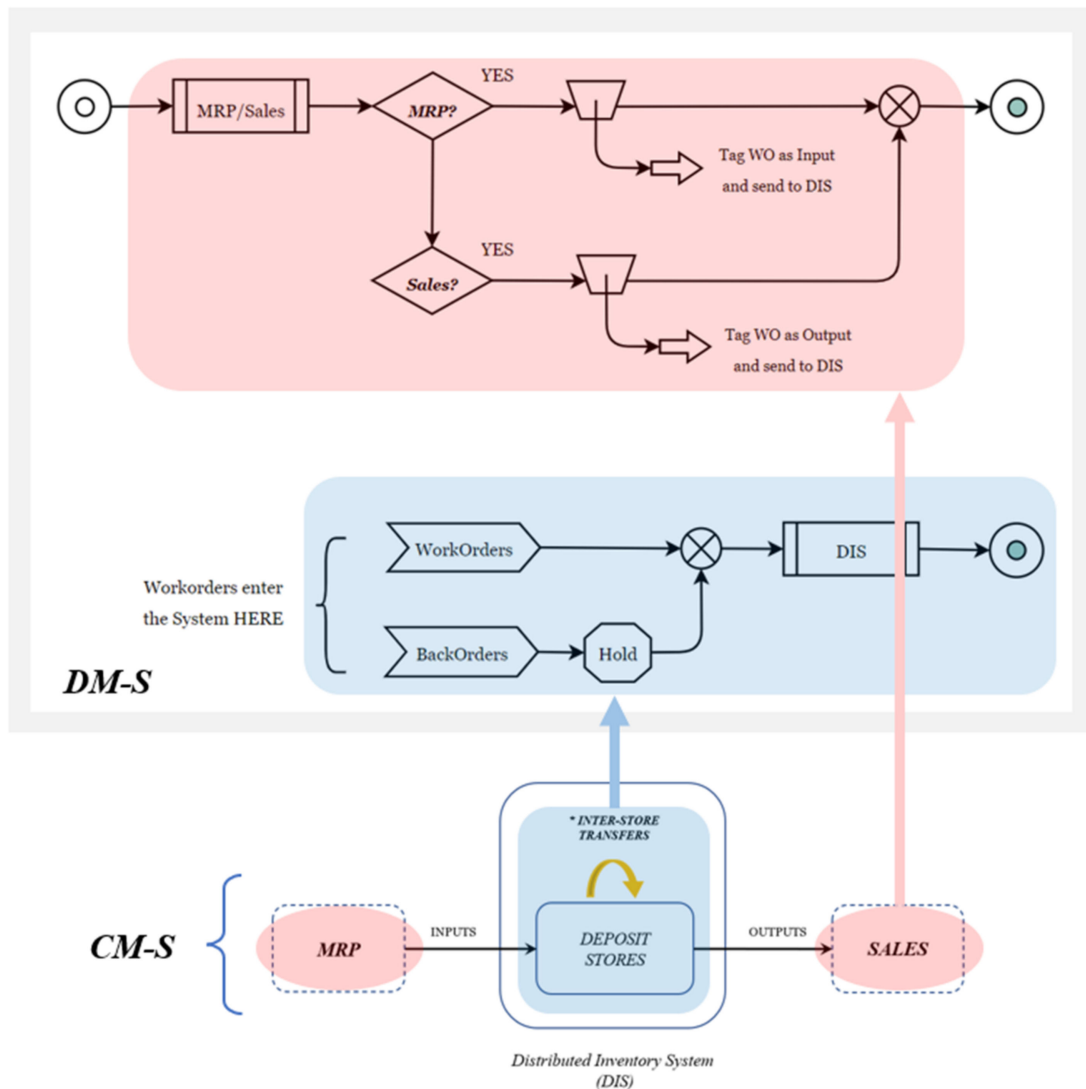 YES
MRP/Sales
MRP?
Tag WO as Input
and send to DIS
YES
Sales?
Tag WO as Output
and send to DIS
WorkOrders
DIS
Workorders enter
the System HERE
BackOrders
Hold
DM-S
* INTER-STORE
TRANSFERS
CM-S
MRP
INPUTS
DEPOSIT
STORES
OUTPUTS
SALES
Distributed Inventory System
(DIS)